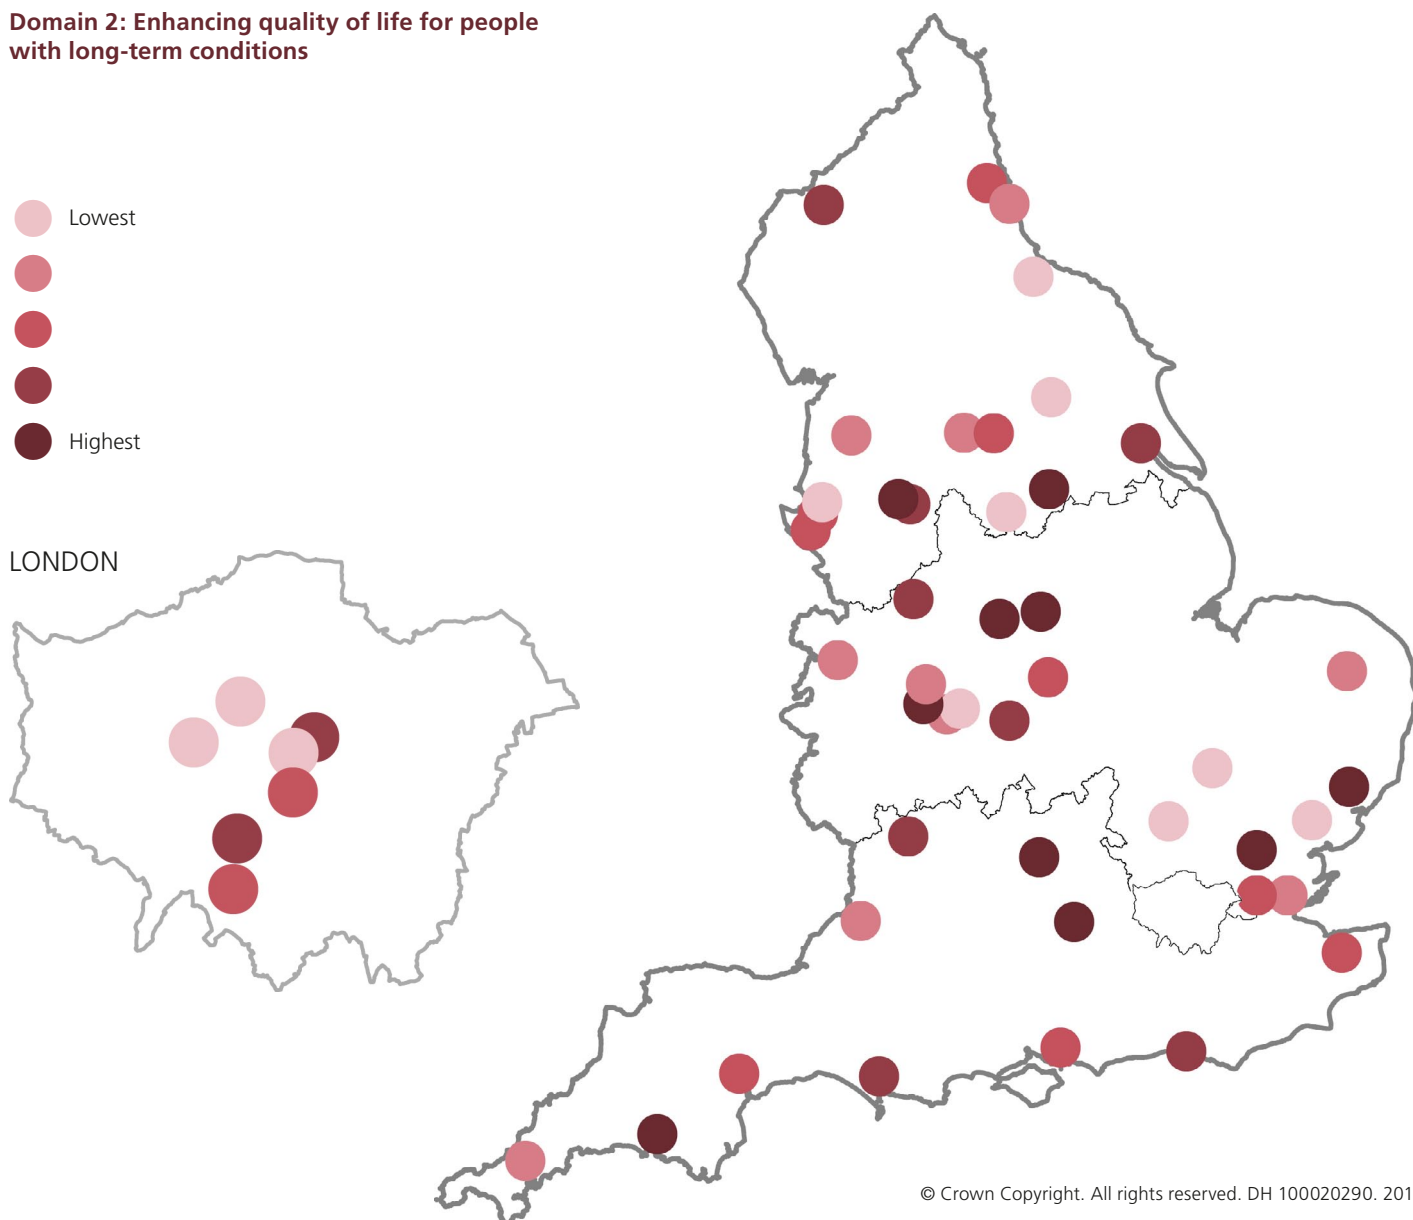 Domain 2: Enhancing quality of life for people
with long-term conditions
Lowest
Highest
LONDON
© Crown Copyright. All rights reserved. DH 100020290. 201